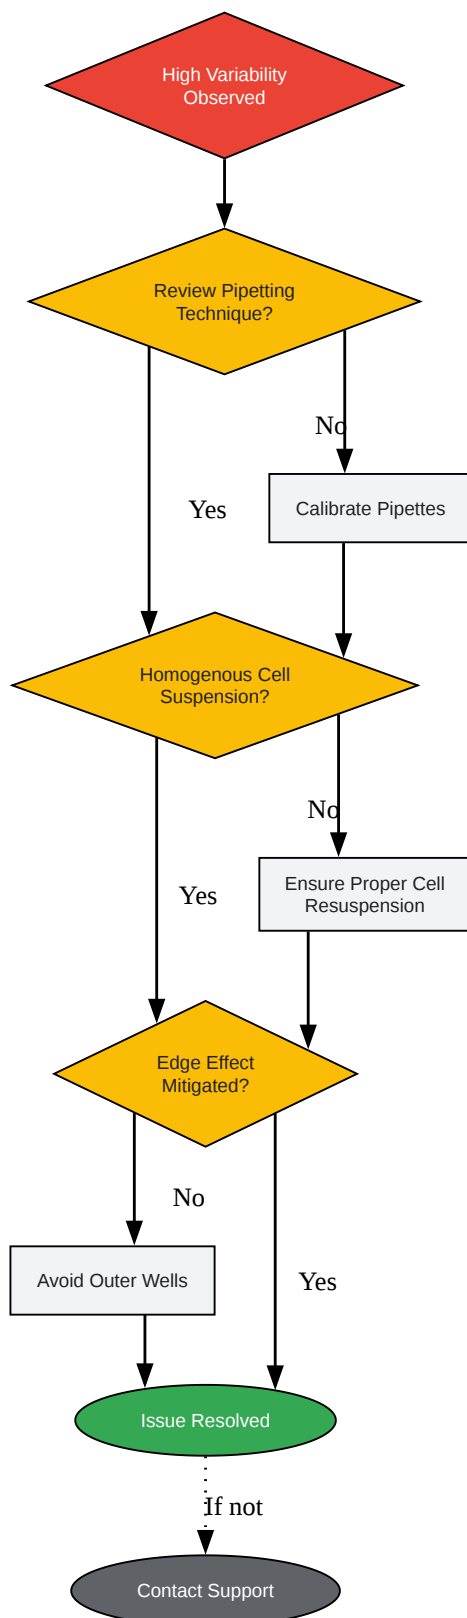 High Variability
Observed
Review Pipetting
Technique?
No
Yes
Calibrate Pipettes
Homogenous Cell
Suspension?
No
Yes
Ensure Proper Cell
Resuspension
Edge Effect
Mitigated?
No
Yes
Avoid Outer Wells
Issue Resolved
If not
Contact Support